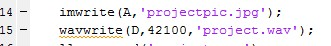 14 – imwrite(A,'projectpic.jpg');
15 – wavwrite(D,42100,'project.wav');